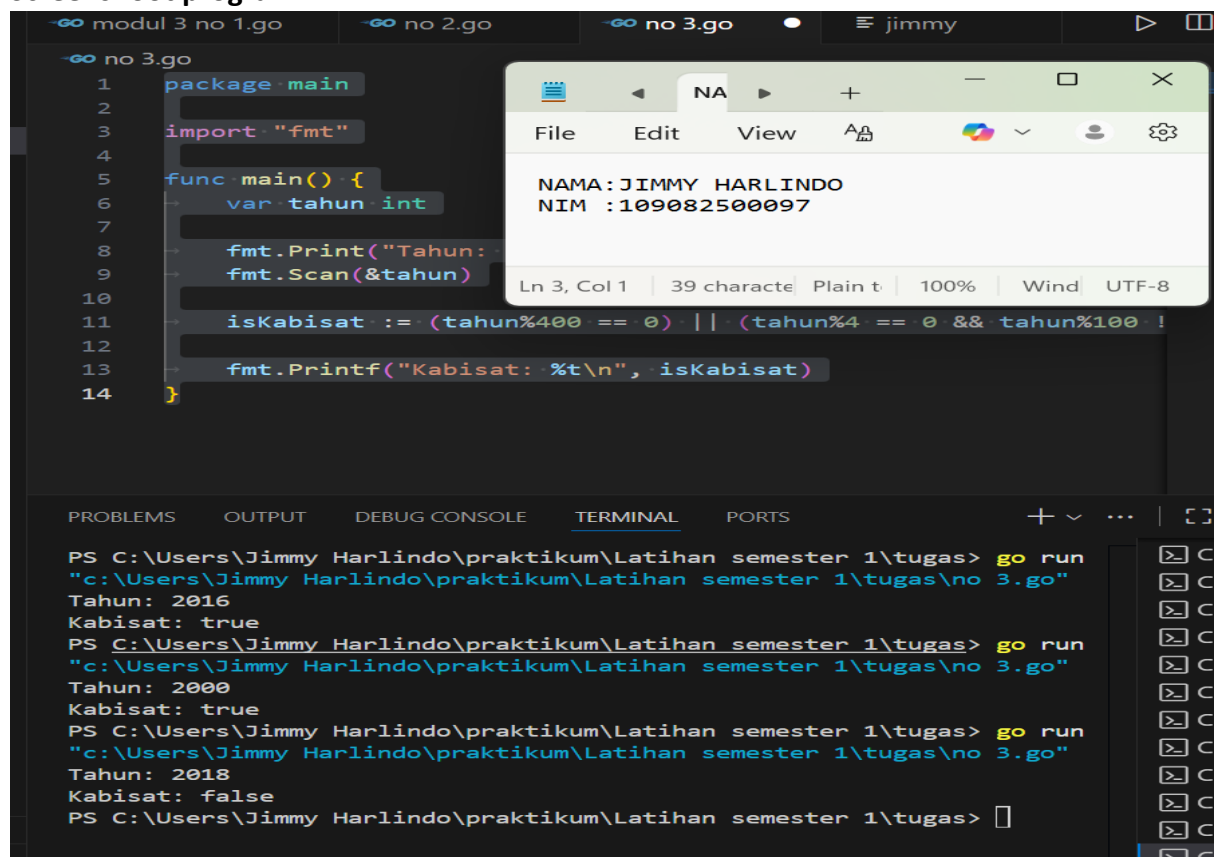 modul 3 no 1.go
no 2.go
no 3.go
jimmy
no 3.go
1 package main
2
3 import "fmt"
4
5 func main() {
6 var tahun int
7
8 fmt.Print("Tahun:
9 fmt.Scan(&tahun)
10
11 isKabisat := (tahun%400 == 0) || (tahun%4 == 0 && tahun%100 !
12
13 fmt.Printf("Kabisat: %t\n", isKabisat)
14 }
NA
File Edit View
NAMA:JIMMY HARLINDO
NIM :109082500097
Ln 3, Col 1 39 characte Plain t 100% Wind UTF-8
PROBLEMS OUTPUT DEBUG CONSOLE TERMINAL PORTS
PS C:\Users\Jimmy Harlindo\praktikum\Latihan semester 1\tugas> go run
"c:\Users\Jimmy Harlindo\praktikum\Latihan semester 1\tugas\no 3.go"
Tahun: 2016
Kabisat: true
PS C:\Users\Jimmy Harlindo\praktikum\Latihan semester 1\tugas> go run
"c:\Users\Jimmy Harlindo\praktikum\Latihan semester 1\tugas\no 3.go"
Tahun: 2000
Kabisat: true
PS C:\Users\Jimmy Harlindo\praktikum\Latihan semester 1\tugas> go run
"c:\Users\Jimmy Harlindo\praktikum\Latihan semester 1\tugas\no 3.go"
Tahun: 2018
Kabisat: false
PS C:\Users\Jimmy Harlindo\praktikum\Latihan semester 1\tugas>